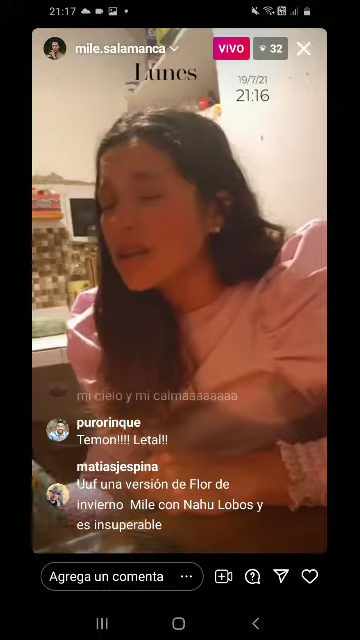 21:17
mile.salamanca
VIVO
32
Lunes
19/7/21
21:16
mi cielo y mi calmaaaaaaaa
purorinque
Temon!!!! Letal!!
matiasjespina
Uuf una versión de Flor de
invierno Mile con Nahu Lobos y
es insuperable
Agrega un comenta